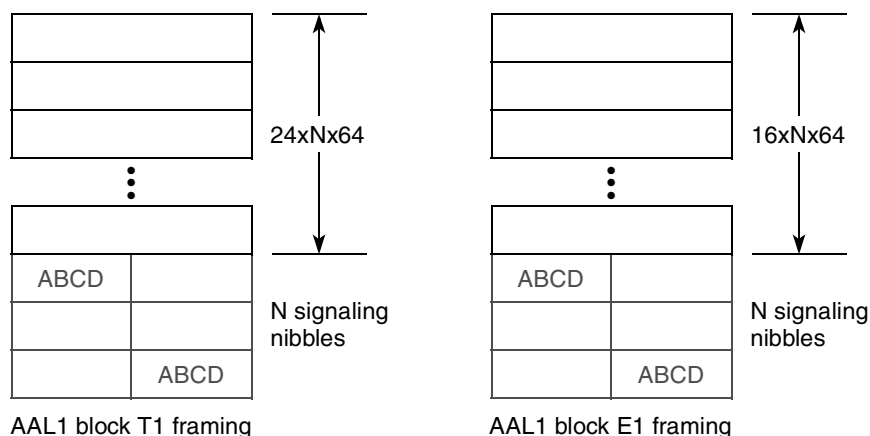 24xNx64
ABCD
N signaling
nibbles
ABCD
AAL1 block T1 framing
16xNx64
ABCD
N signaling
nibbles
ABCD
AAL1 block E1 framing